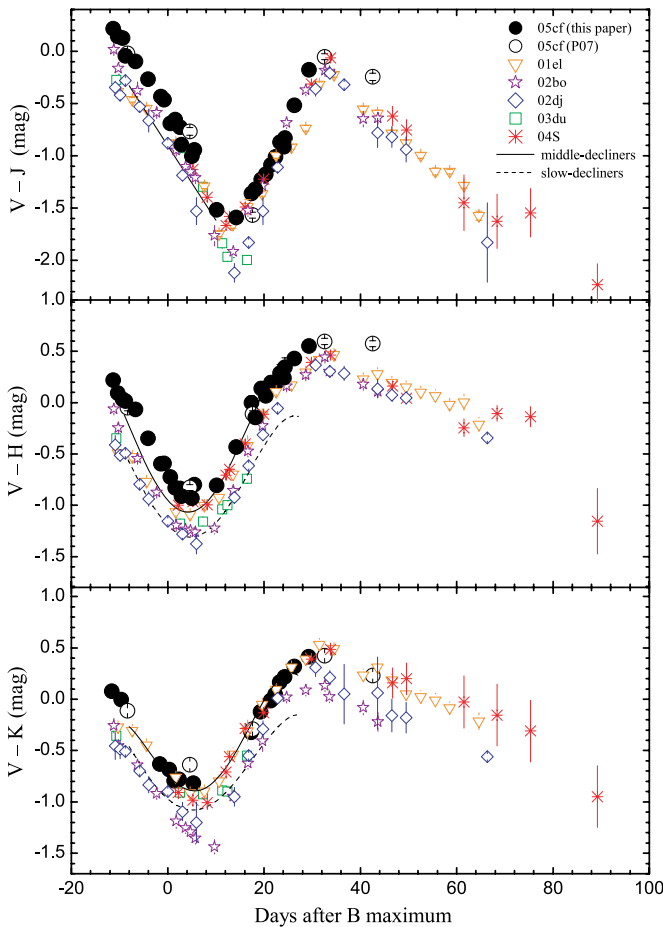 0.0
-0.5
-1.0
-1.5
-2.0
V – J (mag)
05cf (this paper)
05cf (P07)
01el
02bo
02dj
03du
04S
middle-decliners
slow-decliners
1.0
0.5
0.0
-0.5
-1.0
-1.5
V – H (mag)
0.5
0.0
-0.5
-1.0
-1.5
V – K (mag)
-20 0 20 40 60 80 100
Days after B maximum